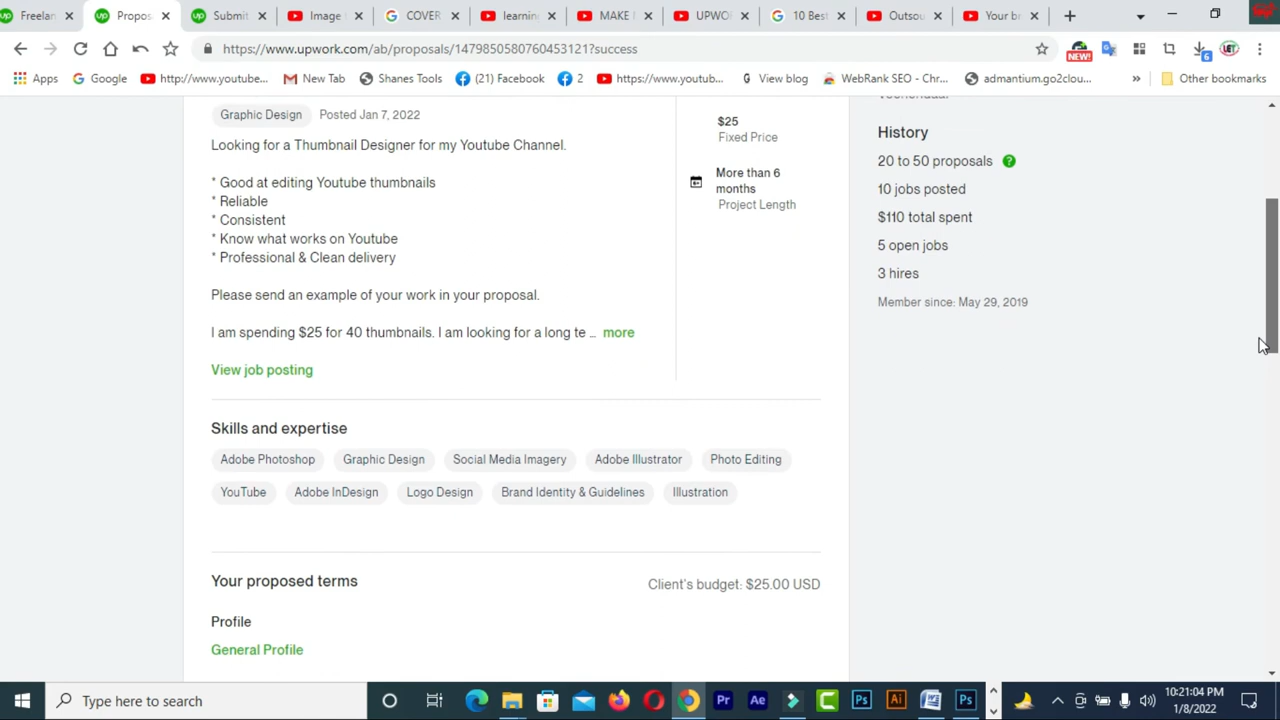 Freelan
Propos
Submit
Image
COVER
learning
MAKE
UPWO
10 Best
Outsou
Your b
https://www.upwork.com/ab/proposals/1479850580760453121?success
NEW!
6
Apps
Google
http://www.youtube...
New Tab
Shanes Tools
(21) Facebook
2
https://www.youtub...
View blog
WebRank SEO - Chr...
admantium.go2clou...
Other bookmarks
Graphic Design
Posted Jan 7, 2022
Looking for a Thumbnail Designer for my Youtube Channel.
* Good at editing Youtube thumbnails
* Reliable
* Consistent
* Know what works on Youtube
* Professional & Clean delivery
Please send an example of your work in your proposal.
I am spending $25 for 40 thumbnails. I am looking for a long te ... more
View job posting
$25
Fixed Price
More than 6
months
Project Length
History
20 to 50 proposals ?
10 jobs posted
$110 total spent
5 open jobs
3 hires
Member since: May 29, 2019
Skills and expertise
Adobe Photoshop
Graphic Design
Social Media Imagery
Adobe Illustrator
Photo Editing
YouTube
Adobe InDesign
Logo Design
Brand Identity & Guidelines
Illustration
Your proposed terms
Client's budget: $25.00 USD
Profile
General Profile
Type here to search
Pr
Ae
Ps
Ai
Ps
10:21:04 PM
1/8/2022